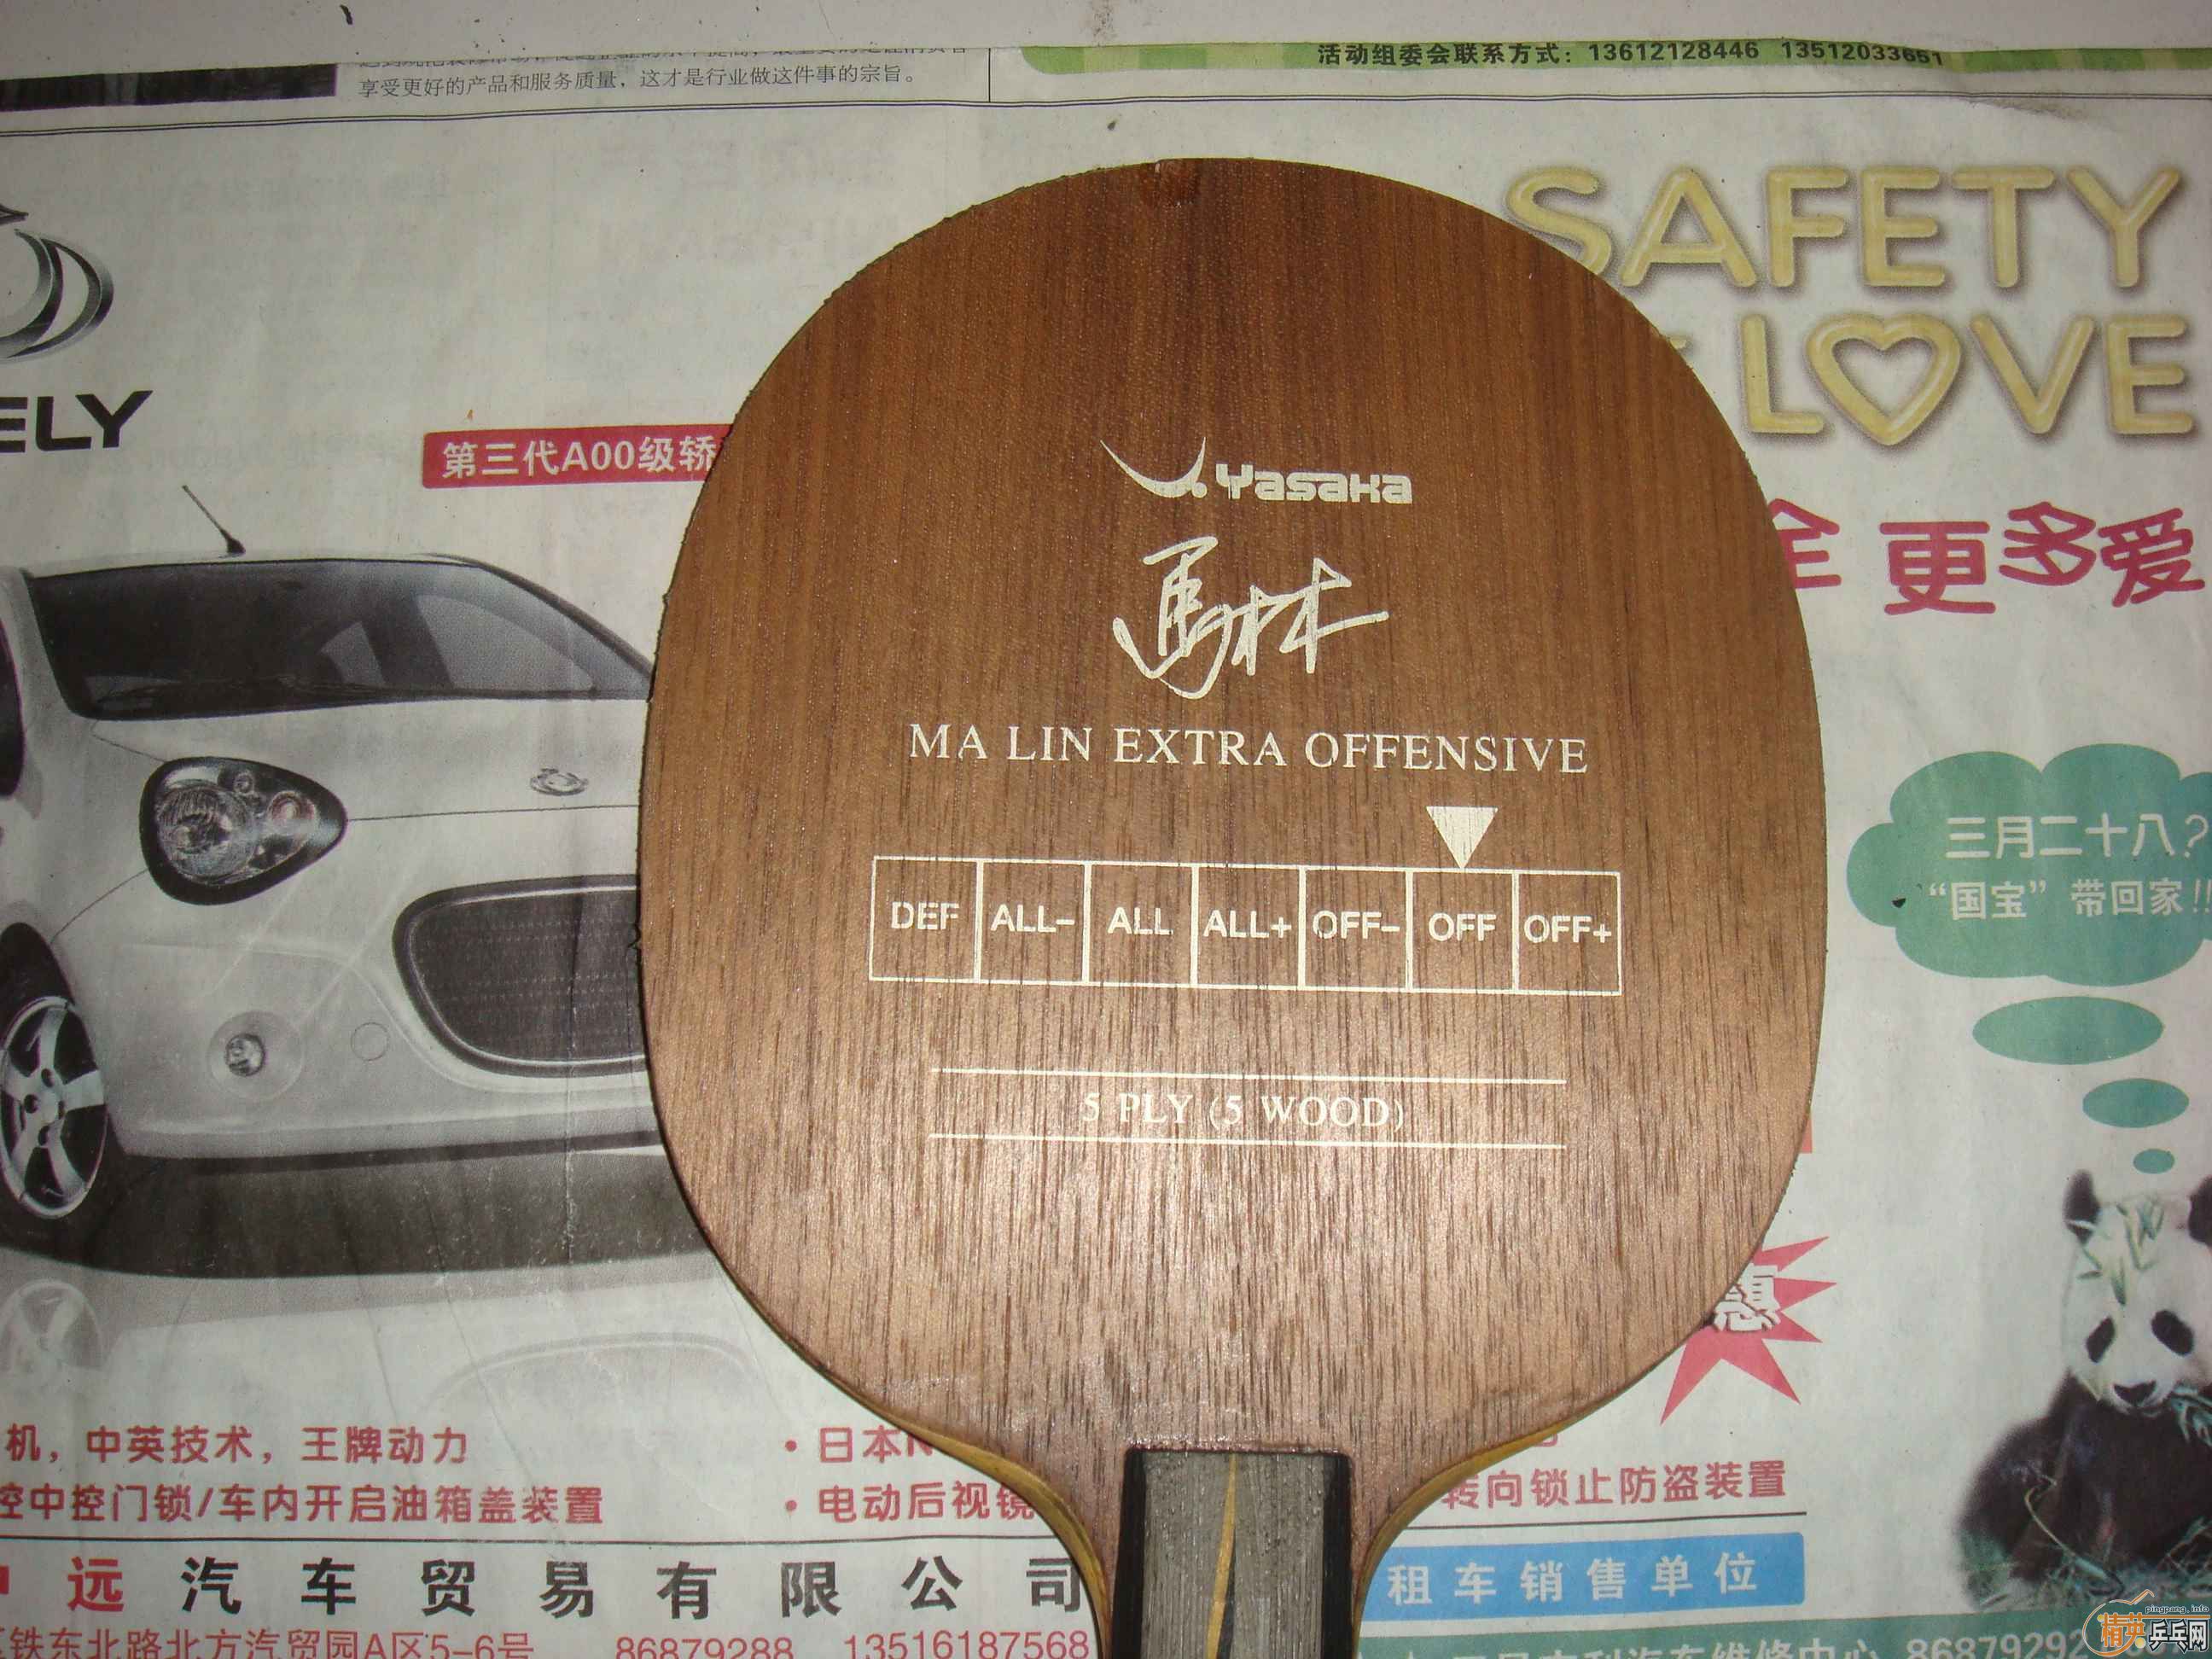 享受更好的产品和服务质量，这才是行业做这件事的宗旨。
活动组委会联系方式：13612128446 13512033651
SAFETY
LOVE
ELY
第三代A00级轿
全 更多爱
Yasaka
馬林
MA LIN EXTRA OFFENSIVE
DEF ALL- ALL ALL+ OFF- OFF OFF+
5 PLY (5 WOOD)
三月二十八？
“国宝”带回家!!
惠
机，中英技术，王牌动力
控中控门锁/车内开启油箱盖装置
·日本N
·电动后视镜
转向锁止防盗装置
远汽车贸易有限公司
租车销售单位
铁东北路北方汽贸园A区5-6号 86879288 13516187568
8687929
pingpang.info
精英乒乓网